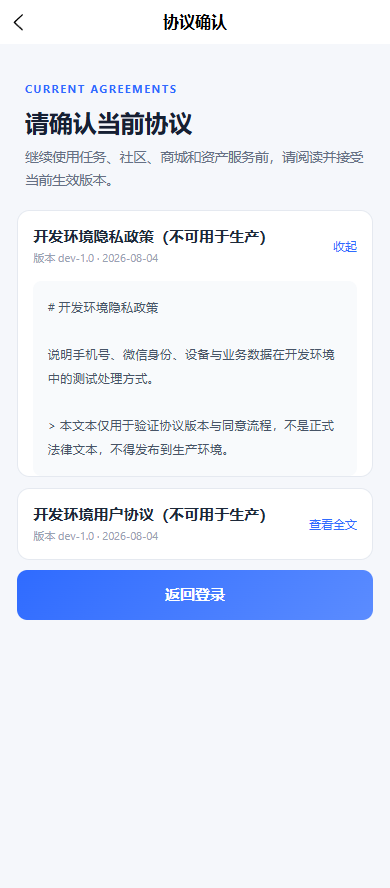 协议确认
CURRENT AGREEMENTS
请确认当前协议
继续使用任务、社区、商城和资产服务前，请阅读并接受
当前生效版本。
开发环境隐私政策（不可用于生产）
收起
版本 dev-1.0 · 2026-08-04
# 开发环境隐私政策
说明手机号、微信身份、设备与业务数据在开发环境
中的测试处理方式。
> 本文本仅用于验证协议版本与同意流程，不是正式
法律文本，不得发布到生产环境。
开发环境用户协议（不可用于生产）
查看全文
版本 dev-1.0 · 2026-08-04
返回登录